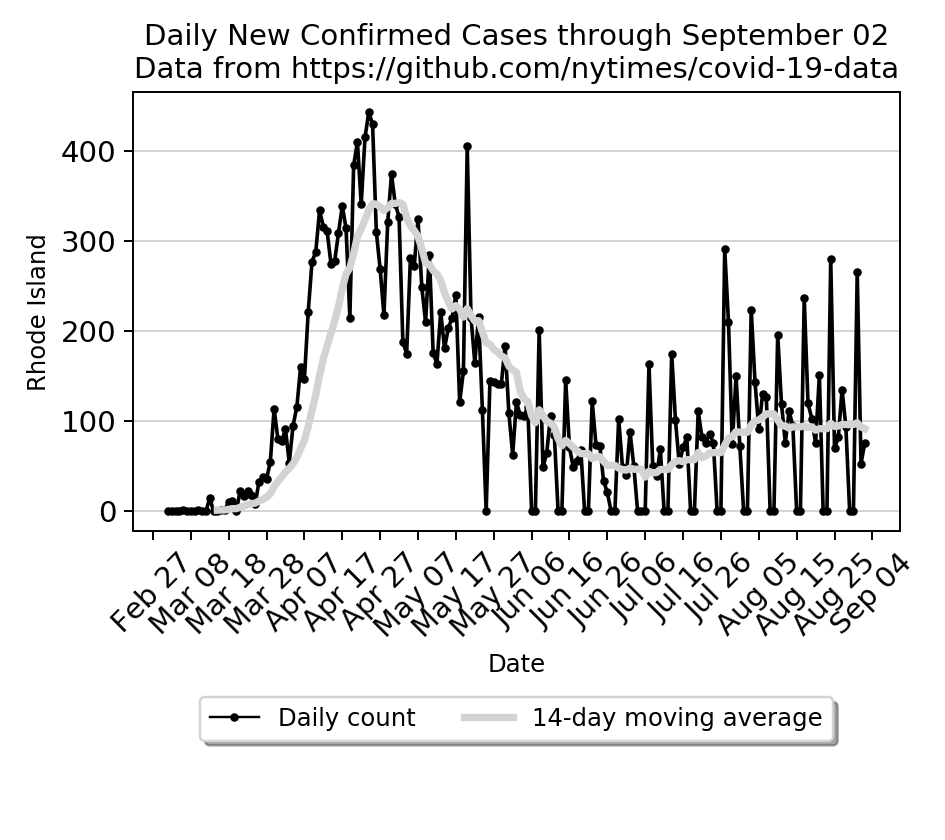 Daily New Confirmed Cases through September 02
Data from https://github.com/nytimes/covid-19-data
Rhode Island
400
300
200
100
0
Feb 27
Mar 08
Mar 18
Mar 28
Apr 07
Apr 17
Apr 27
May 07
May 17
May 27
Jun 06
Jun 16
Jun 26
Jul 06
Jul 16
Jul 26
Aug 05
Aug 15
Aug 25
Sep 04
Date
Daily count
14-day moving average